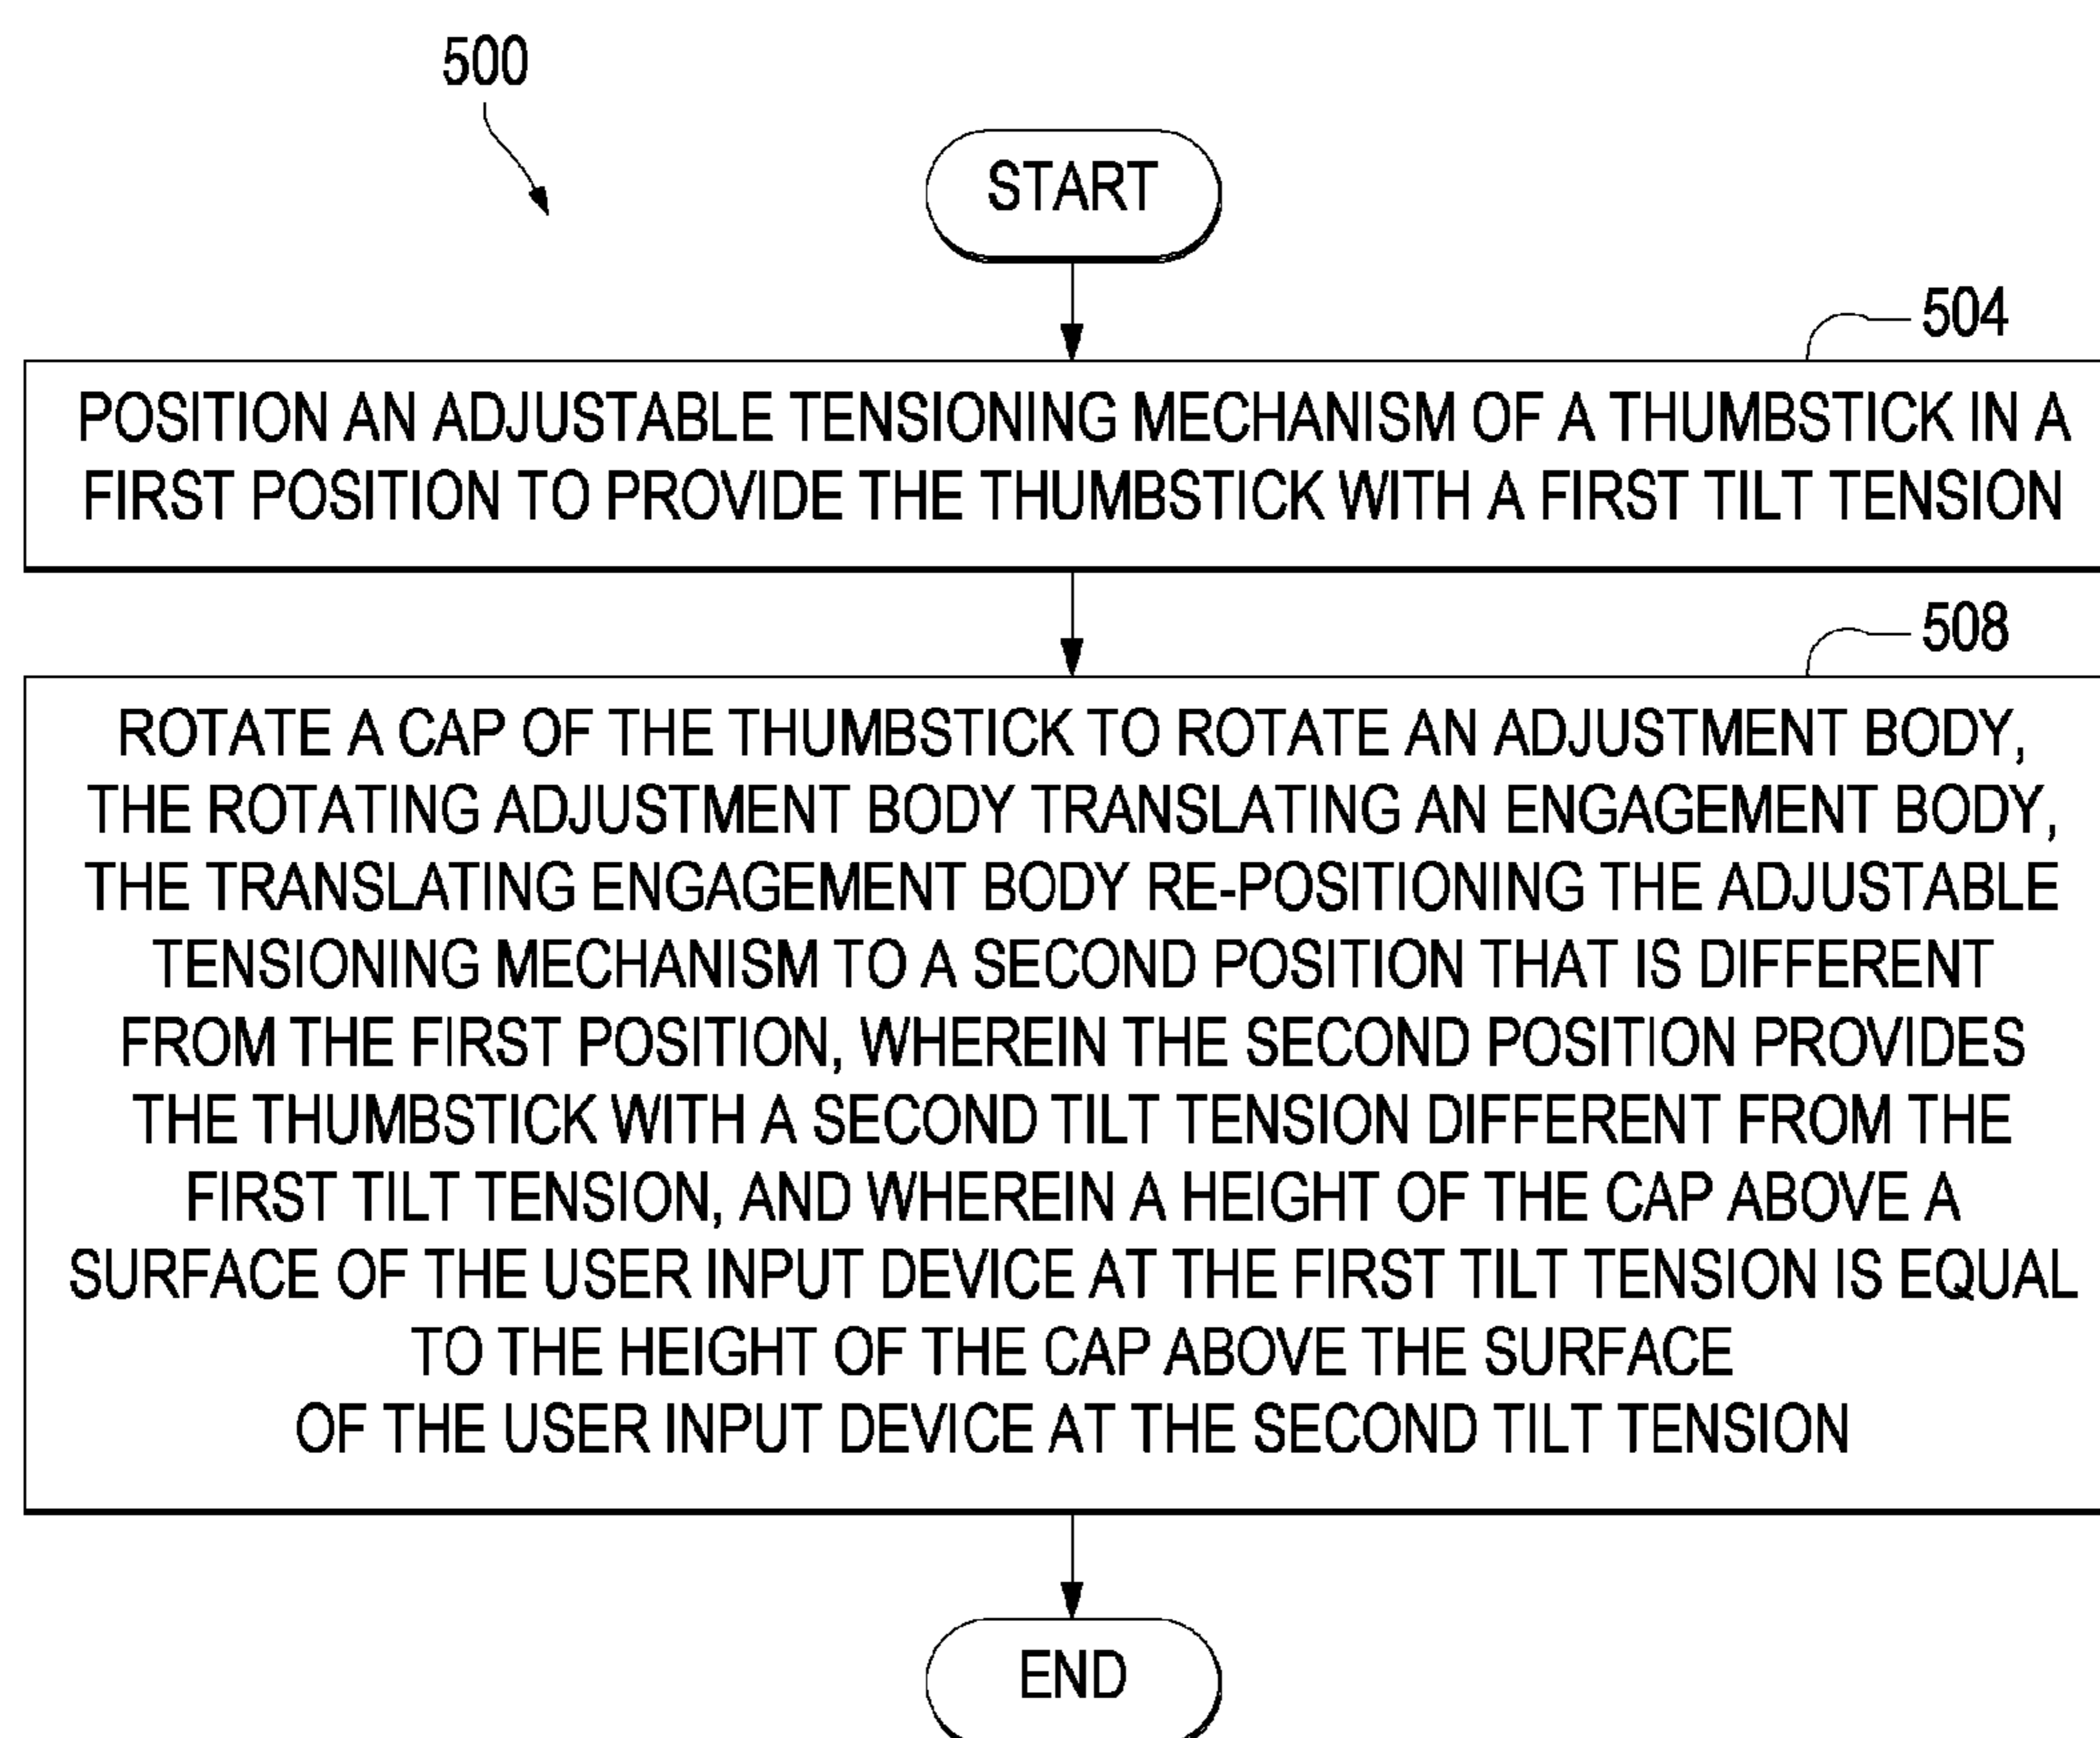 500
START
504
POSITION AN ADJUSTABLE TENSIONING MECHANISM OF A THUMBSTICK IN A
FIRST POSITION TO PROVIDE THE THUMBSTICK WITH A FIRST TILT TENSION
508
ROTATE A CAP OF THE THUMBSTICK TO ROTATE AN ADJUSTMENT BODY,
THE ROTATING ADJUSTMENT BODY TRANSLATING AN ENGAGEMENT BODY,
THE TRANSLATING ENGAGEMENT BODY RE-POSITIONING THE ADJUSTABLE
TENSIONING MECHANISM TO A SECOND POSITION THAT IS DIFFERENT
FROM THE FIRST POSITION, WHEREIN THE SECOND POSITION PROVIDES
THE THUMBSTICK WITH A SECOND TILT TENSION DIFFERENT FROM THE
FIRST TILT TENSION, AND WHEREIN A HEIGHT OF THE CAP ABOVE A
SURFACE OF THE USER INPUT DEVICE AT THE FIRST TILT TENSION IS EQUAL
TO THE HEIGHT OF THE CAP ABOVE THE SURFACE
OF THE USER INPUT DEVICE AT THE SECOND TILT TENSION
END